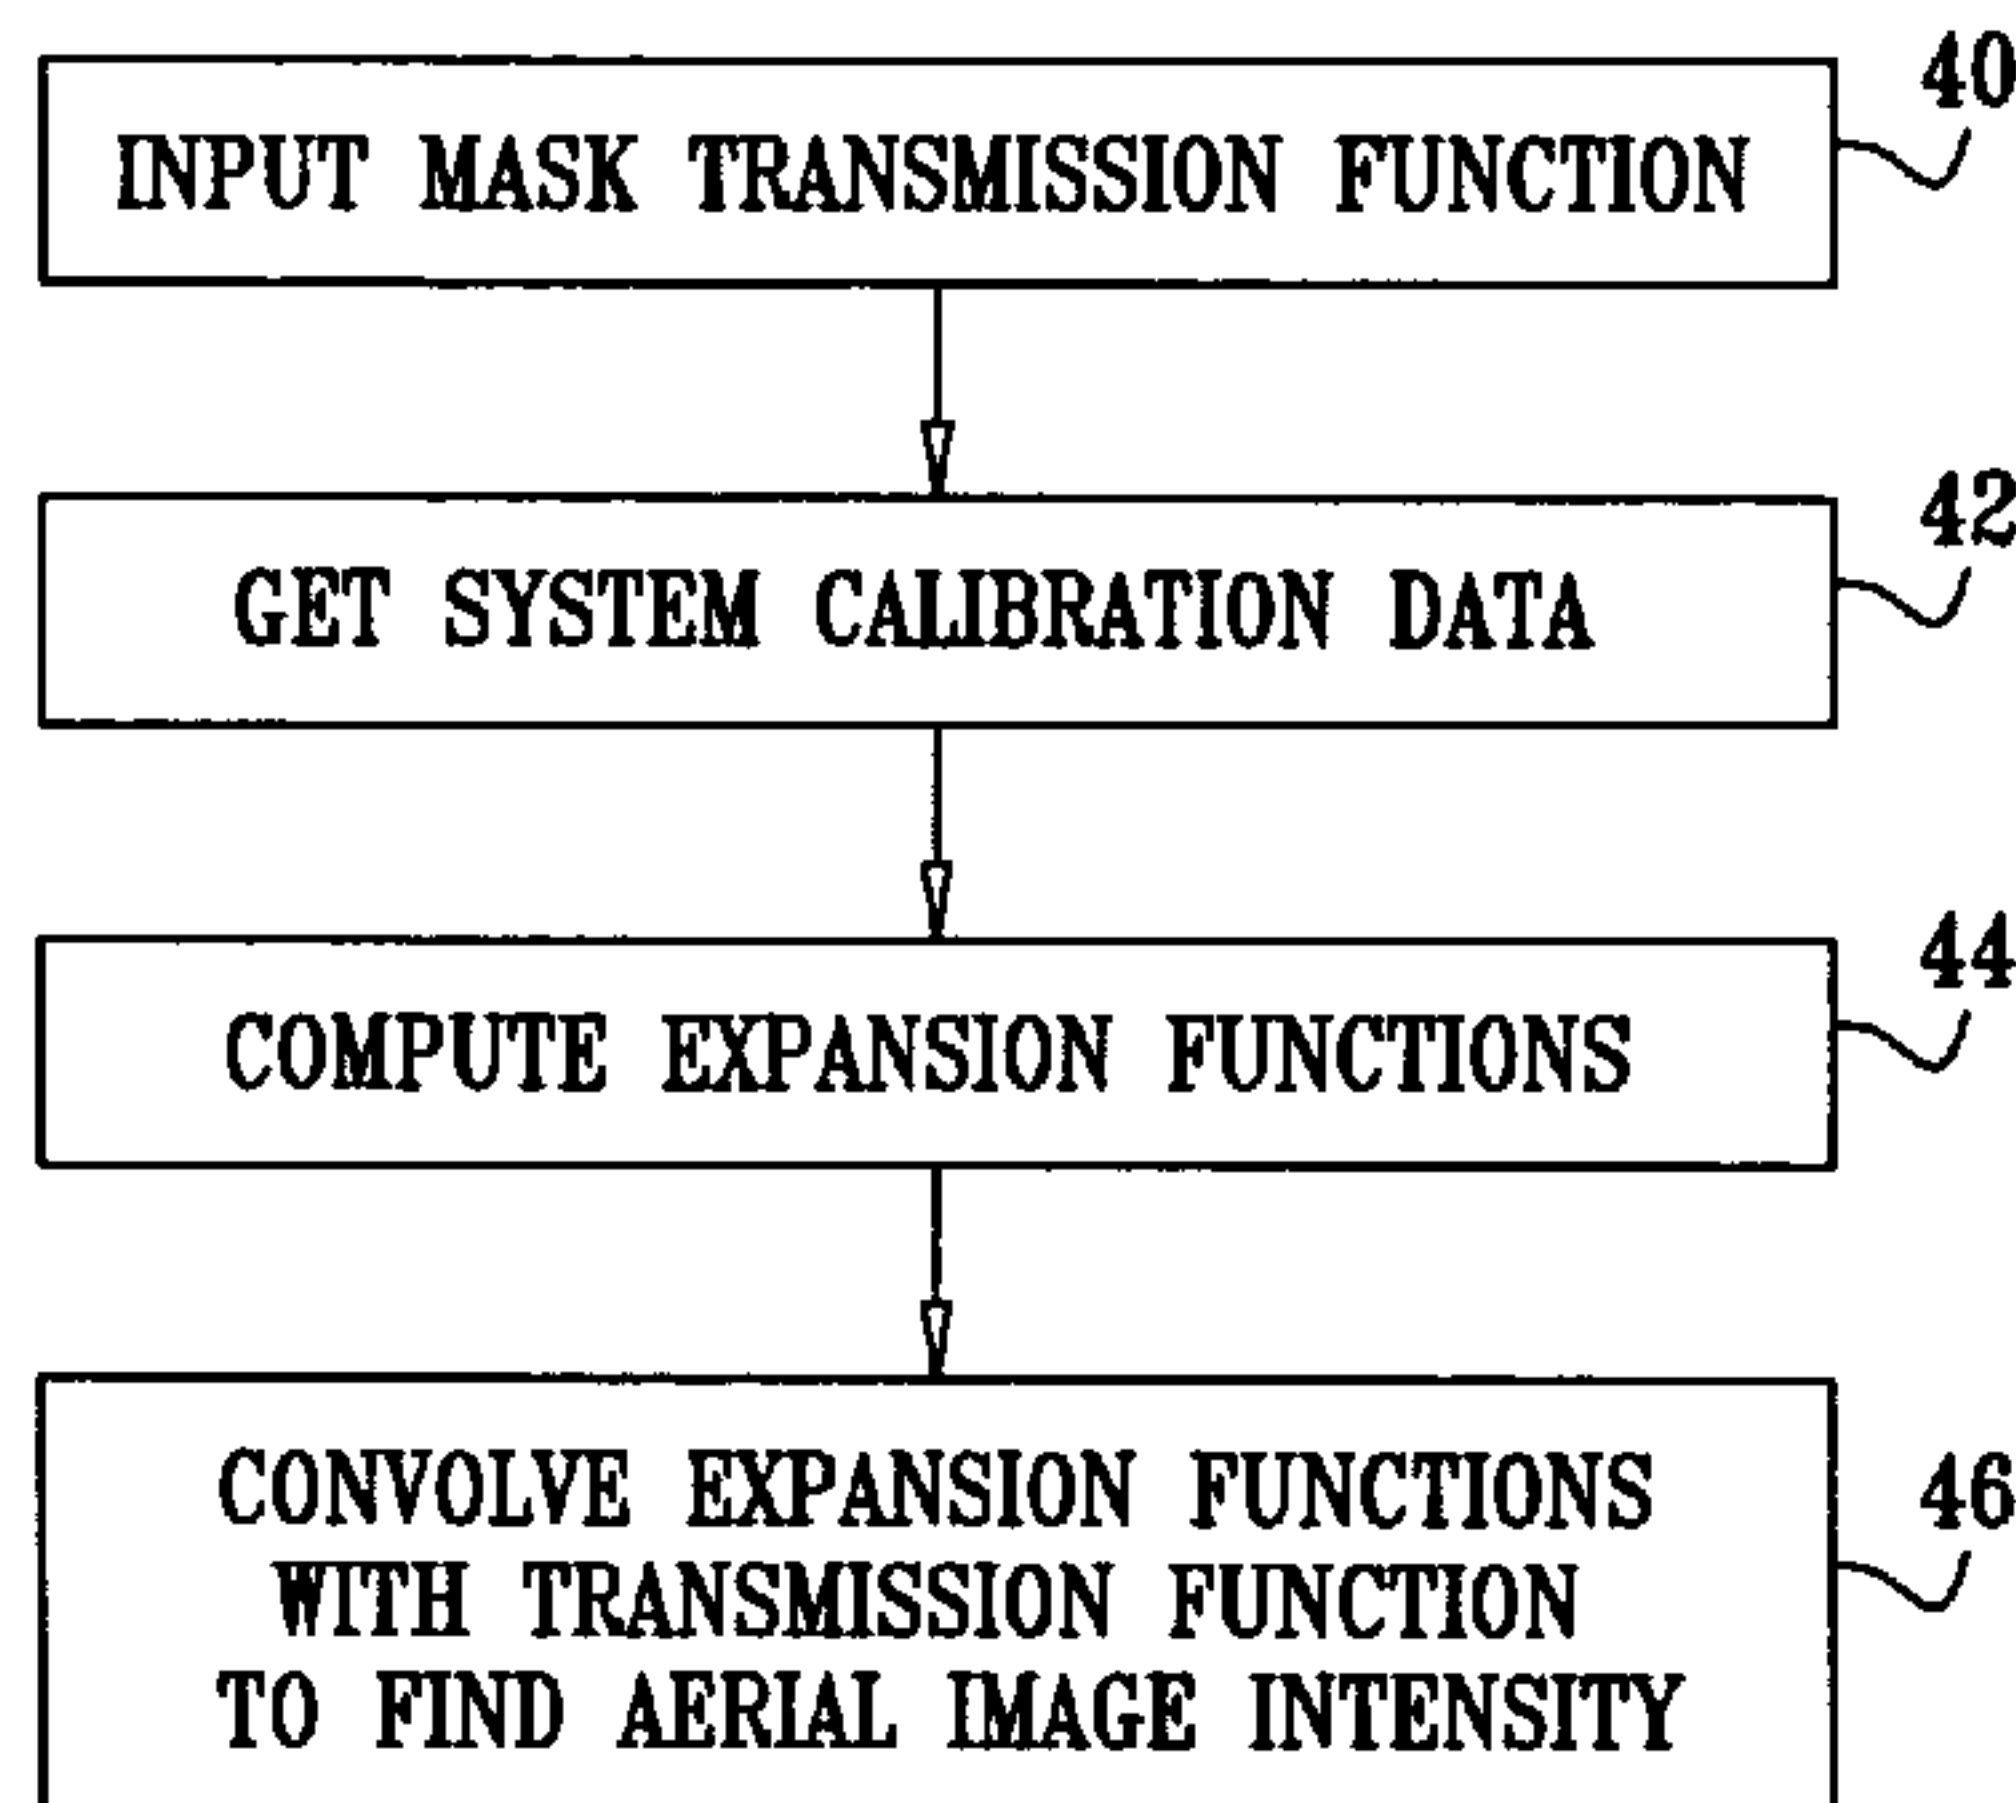 40
INPUT MASK TRANSMISSION FUNCTION
42
GET SYSTEM CALIBRATION DATA
44
COMPUTE EXPANSION FUNCTIONS
46
CONVOLVE EXPANSION FUNCTIONS
WITH TRANSMISSION FUNCTION
TO FIND AERIAL IMAGE INTENSITY